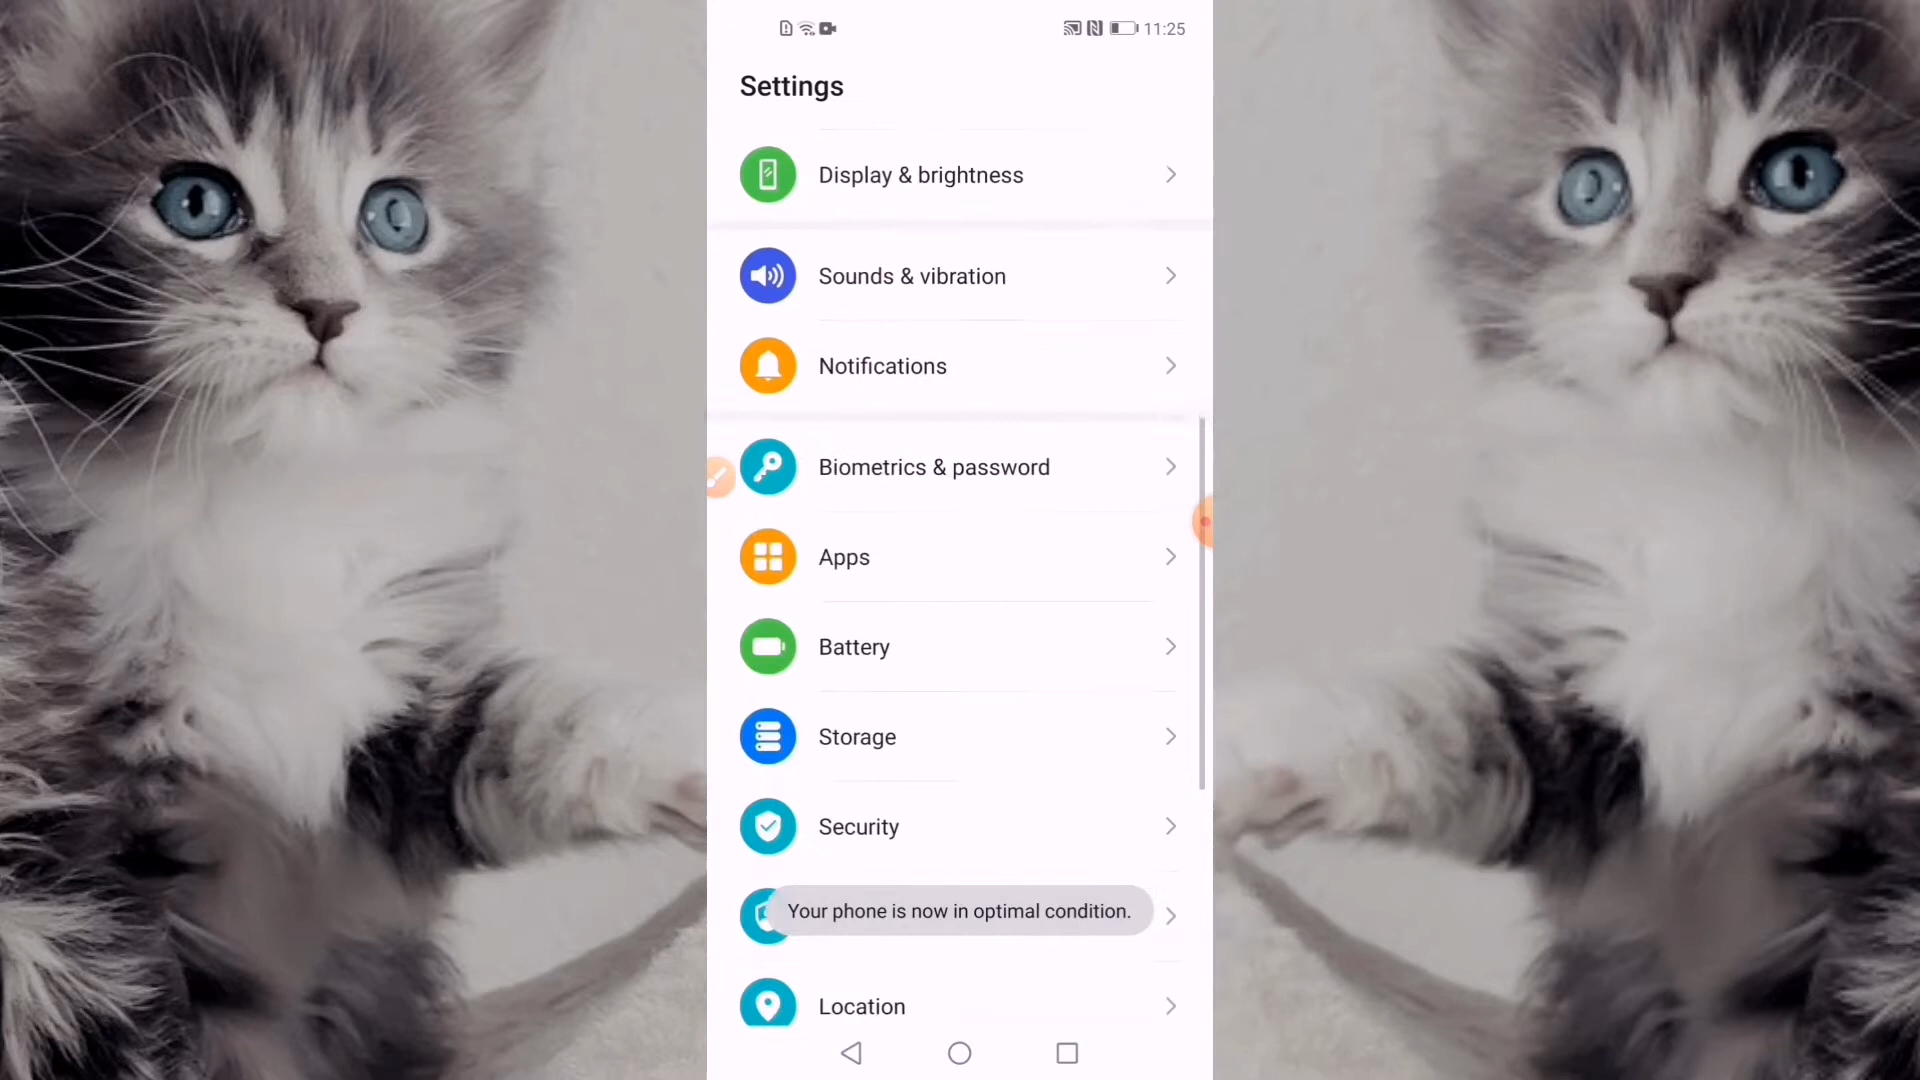 11:25
Settings
Display & brightness
Sounds & vibration
Notifications
Biometrics & password
Apps
Battery
Storage
Security
Your phone is now in optimal condition.
Location